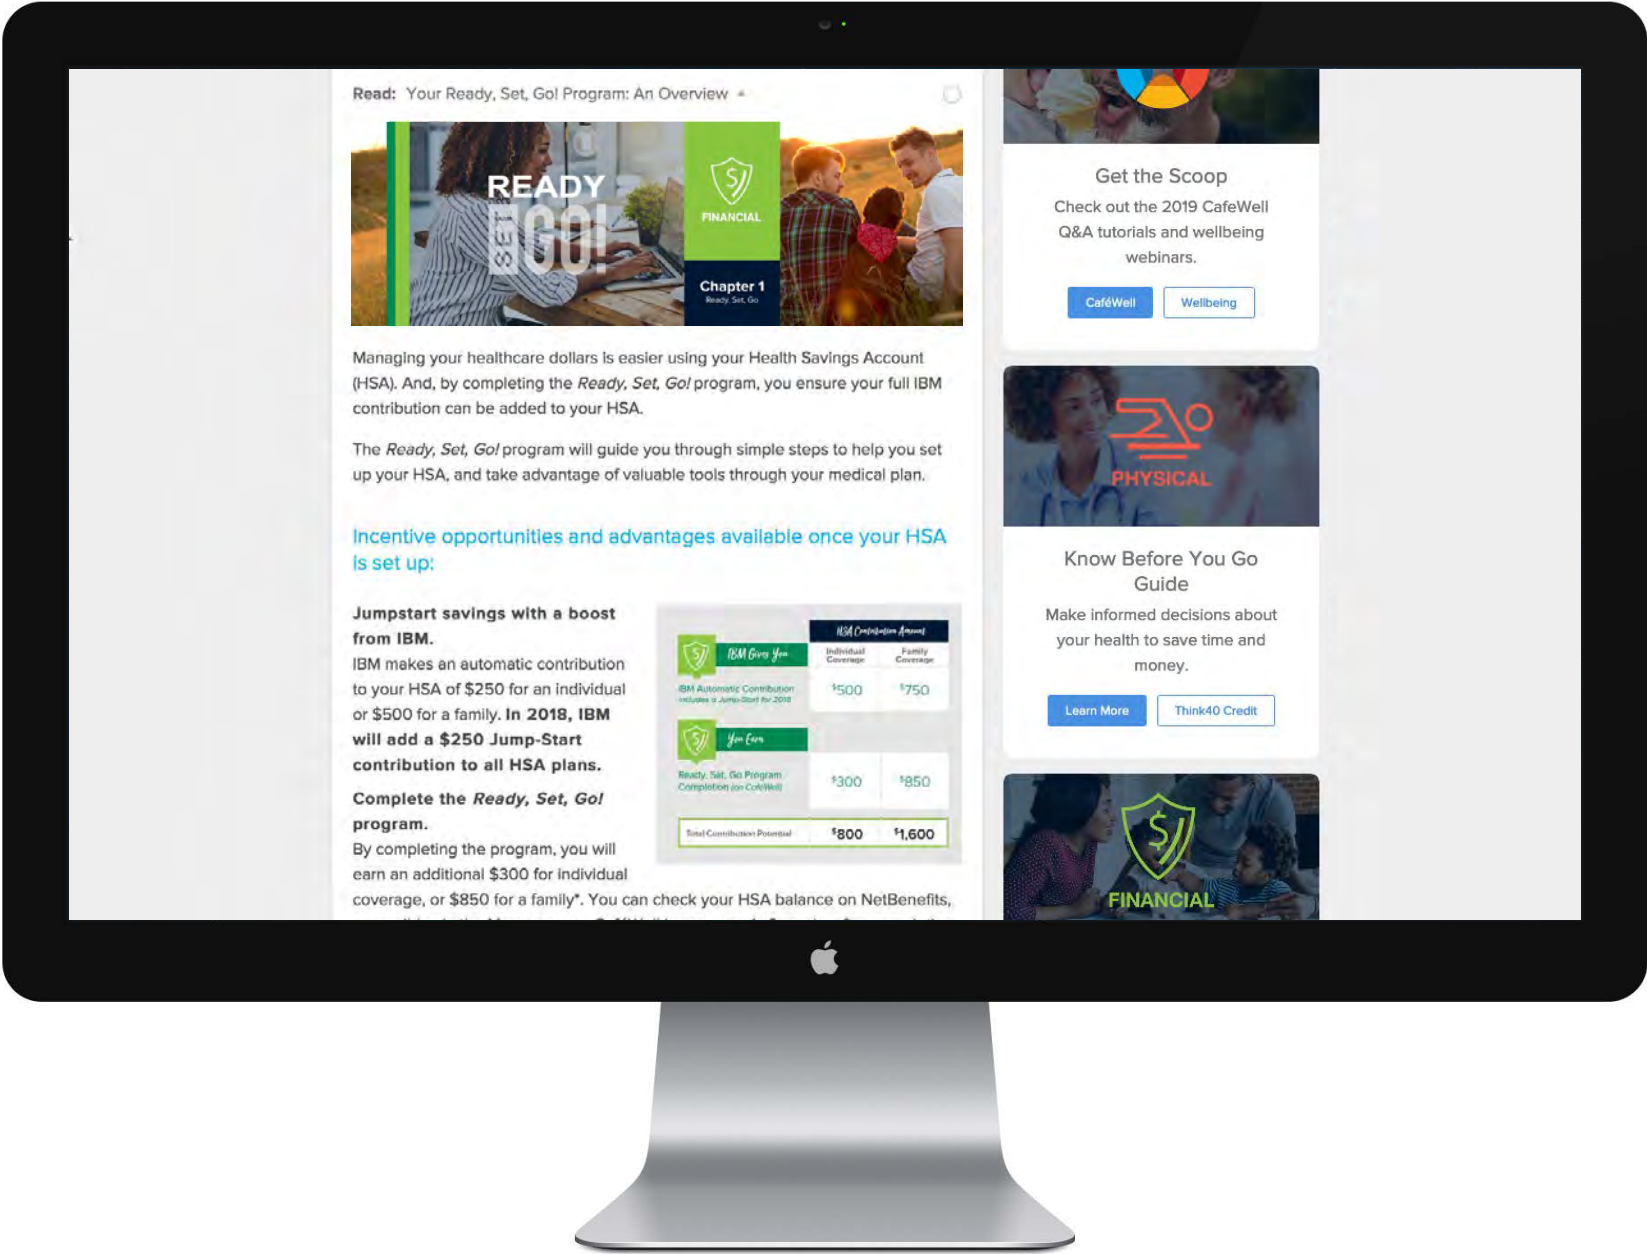 Read: Your Ready, Set, Go! Program: An Overview
READY
SET
GO!
FINANCIAL
Chapter 1
Ready, Set, Go
Managing your healthcare dollars is easier using your Health Savings Account
(HSA). And, by completing the Ready, Set, Go! program, you ensure your full IBM
contribution can be added to your HSA.
The Ready, Set, Go! program will guide you through simple steps to help you set
up your HSA, and take advantage of valuable tools through your medical plan.
Incentive opportunities and advantages available once your HSA
is set up:
Jumpstart savings with a boost
from IBM.
IBM makes an automatic contribution
to your HSA of $250 for an individual
or $500 for a family. In 2018, IBM
will add a $250 Jump-Start
contribution to all HSA plans.
Complete the Ready, Set, Go!
program.
By completing the program, you will
earn an additional $300 for individual
coverage, or $850 for a family*. You can check your HSA balance on NetBenefits,
HSA Contribution Amount
IBM Gives You
Individual Coverage
Family Coverage
IBM Automatic Contribution
includes a Jump-Start for 2018
$500
$750
You Earn
Ready, Set, Go Program
Completion (on CaféWell)
$300
$850
Total Contribution Potential
$800
$1,600
Get the Scoop
Check out the 2019 CafeWell
Q&A tutorials and wellbeing
webinars.
CaféWell
Wellbeing
PHYSICAL
Know Before You Go
Guide
Make informed decisions about
your health to save time and
money.
Learn More
Think40 Credit
FINANCIAL